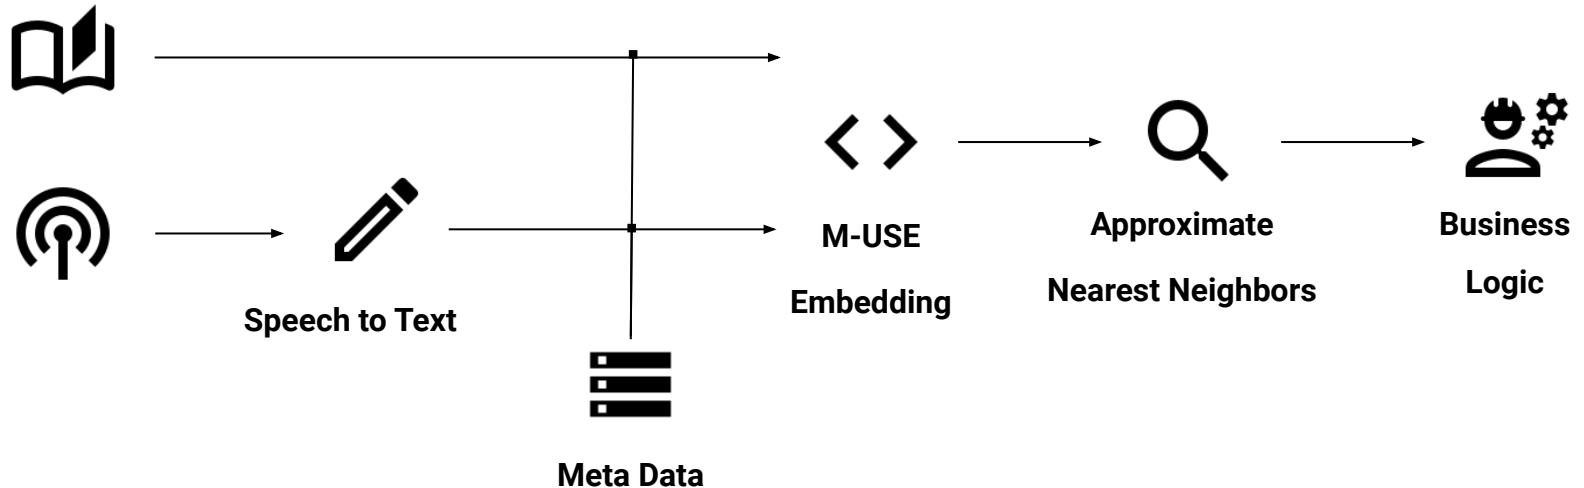 Speech to Text
Meta Data
M-USE
Embedding
Approximate
Nearest Neighbors
Business
Logic